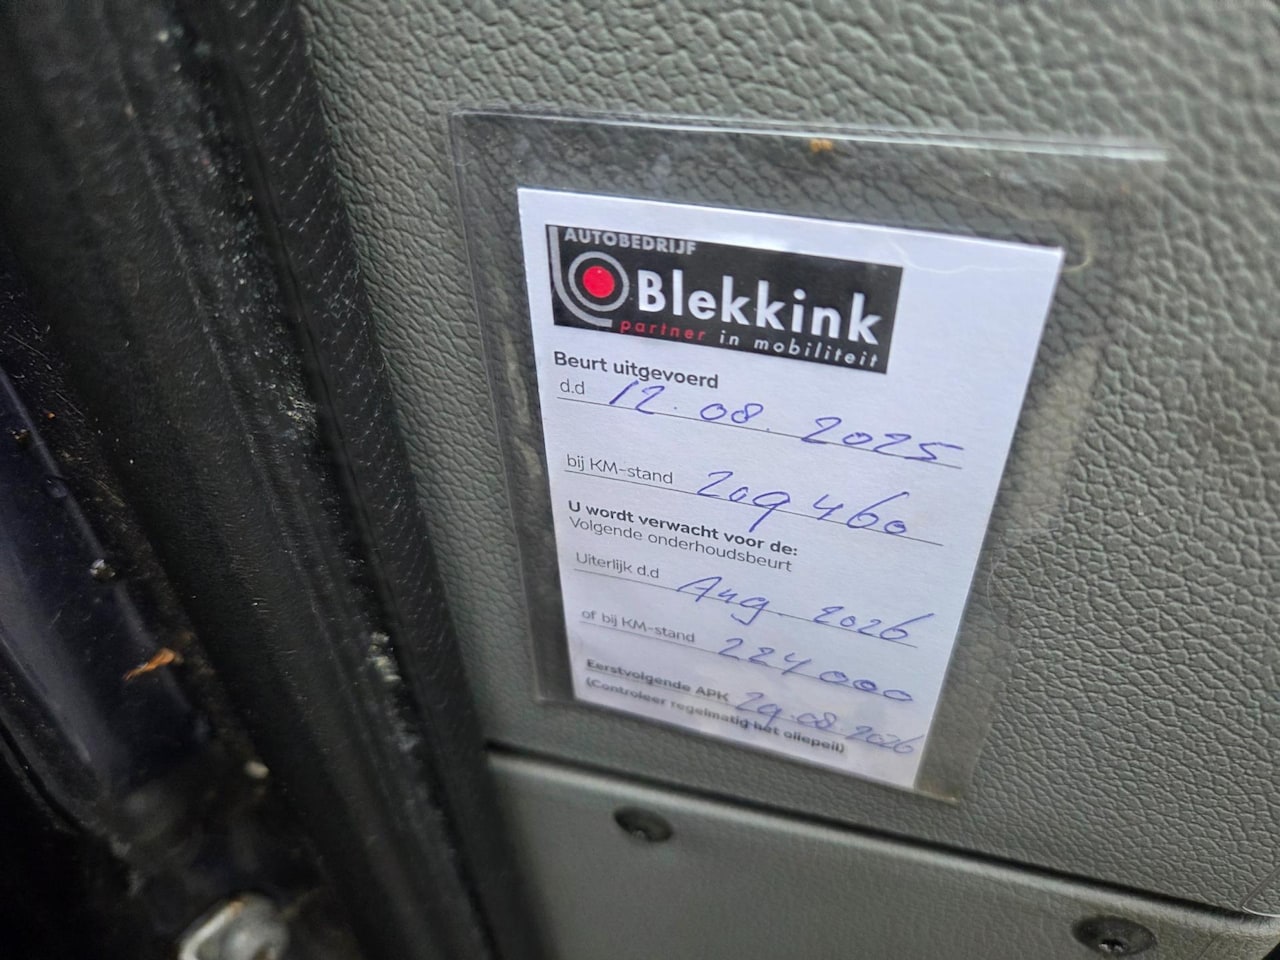 AUTOBEDRIJF
Blekkink
partner in mobiliteit
Beurt uitgevoerd
d.d 12.08.2025
bij KM-stand 209460
U wordt verwacht voor de:
Volgende onderhoudsbeurt
Uiterlijk d.d Aug 2026
of bij KM-stand 224000
Eerstvolgende APK 29.08.2026
(Controleer regelmatig het oliepeil)